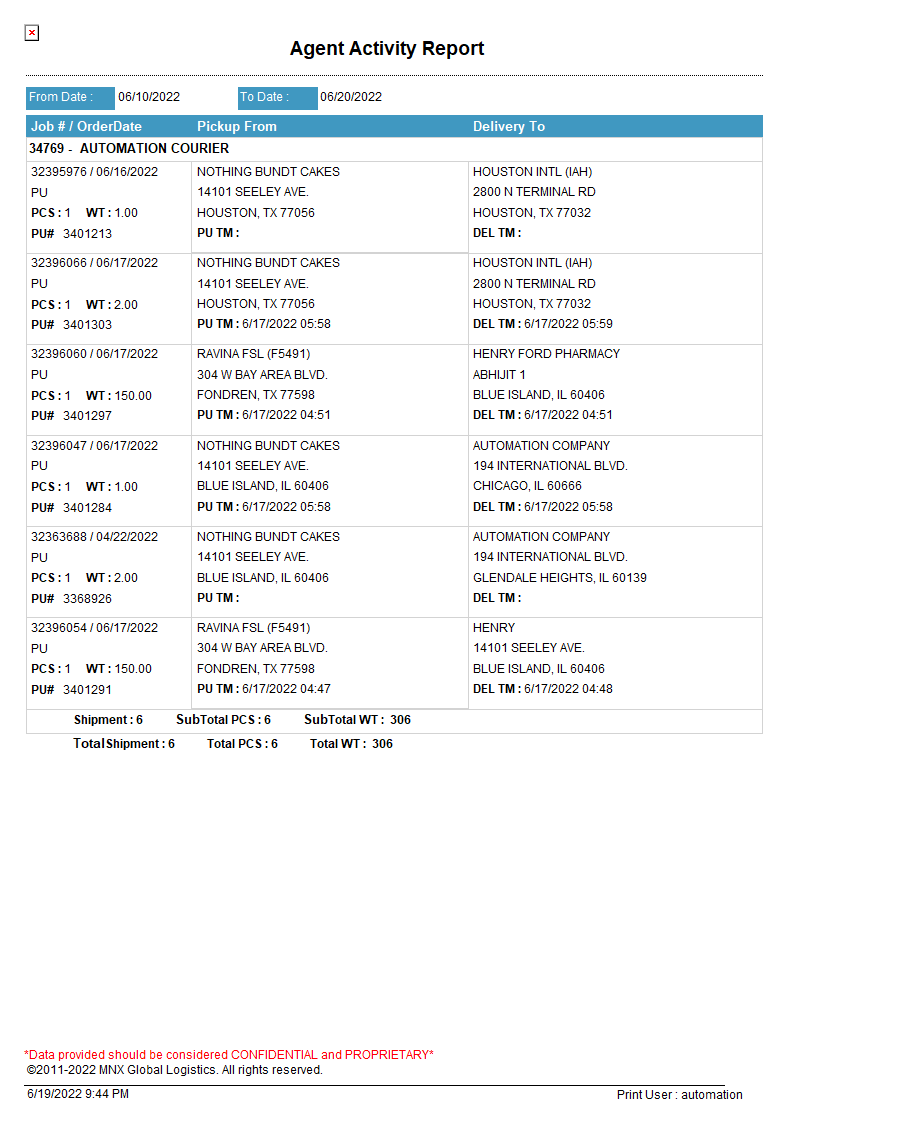 Agent Activity Report
From Date : 06/10/2022 To Date : 06/20/2022
Job # / OrderDate Pickup From Delivery To
34769 - AUTOMATION COURIER
32395976 / 06/16/2022 NOTHING BUNDT CAKES HOUSTON INTL (IAH)
PU 14101 SEELEY AVE. 2800 N TERMINAL RD
PCS : 1 WT : 1.00 HOUSTON, TX 77056 HOUSTON, TX 77032
PU# 3401213 PU TM : DEL TM :
32396066 / 06/17/2022 NOTHING BUNDT CAKES HOUSTON INTL (IAH)
PU 14101 SEELEY AVE. 2800 N TERMINAL RD
PCS : 1 WT : 2.00 HOUSTON, TX 77056 HOUSTON, TX 77032
PU# 3401303 PU TM : 6/17/2022 05:58 DEL TM : 6/17/2022 05:59
32396060 / 06/17/2022 RAVINA FSL (F5491) HENRY FORD PHARMACY
PU 304 W BAY AREA BLVD. ABHIJIT 1
PCS : 1 WT : 150.00 FONDREN, TX 77598 BLUE ISLAND, IL 60406
PU# 3401297 PU TM : 6/17/2022 04:51 DEL TM : 6/17/2022 04:51
32396047 / 06/17/2022 NOTHING BUNDT CAKES AUTOMATION COMPANY
PU 14101 SEELEY AVE. 194 INTERNATIONAL BLVD.
PCS : 1 WT : 1.00 BLUE ISLAND, IL 60406 CHICAGO, IL 60666
PU# 3401284 PU TM : 6/17/2022 05:58 DEL TM : 6/17/2022 05:58
32363688 / 04/22/2022 NOTHING BUNDT CAKES AUTOMATION COMPANY
PU 14101 SEELEY AVE. 194 INTERNATIONAL BLVD.
PCS : 1 WT : 2.00 BLUE ISLAND, IL 60406 GLENDALE HEIGHTS, IL 60139
PU# 3368926 PU TM : DEL TM :
32396054 / 06/17/2022 RAVINA FSL (F5491) HENRY
PU 304 W BAY AREA BLVD. 14101 SEELEY AVE.
PCS : 1 WT : 150.00 FONDREN, TX 77598 BLUE ISLAND, IL 60406
PU# 3401291 PU TM : 6/17/2022 04:47 DEL TM : 6/17/2022 04:48
Shipment : 6 SubTotal PCS : 6 SubTotal WT : 306
Total Shipment : 6 Total PCS : 6 Total WT : 306
*Data provided should be considered CONFIDENTIAL and PROPRIETARY*
©2011-2022 MNX Global Logistics. All rights reserved.
6/19/2022 9:44 PM Print User : automation